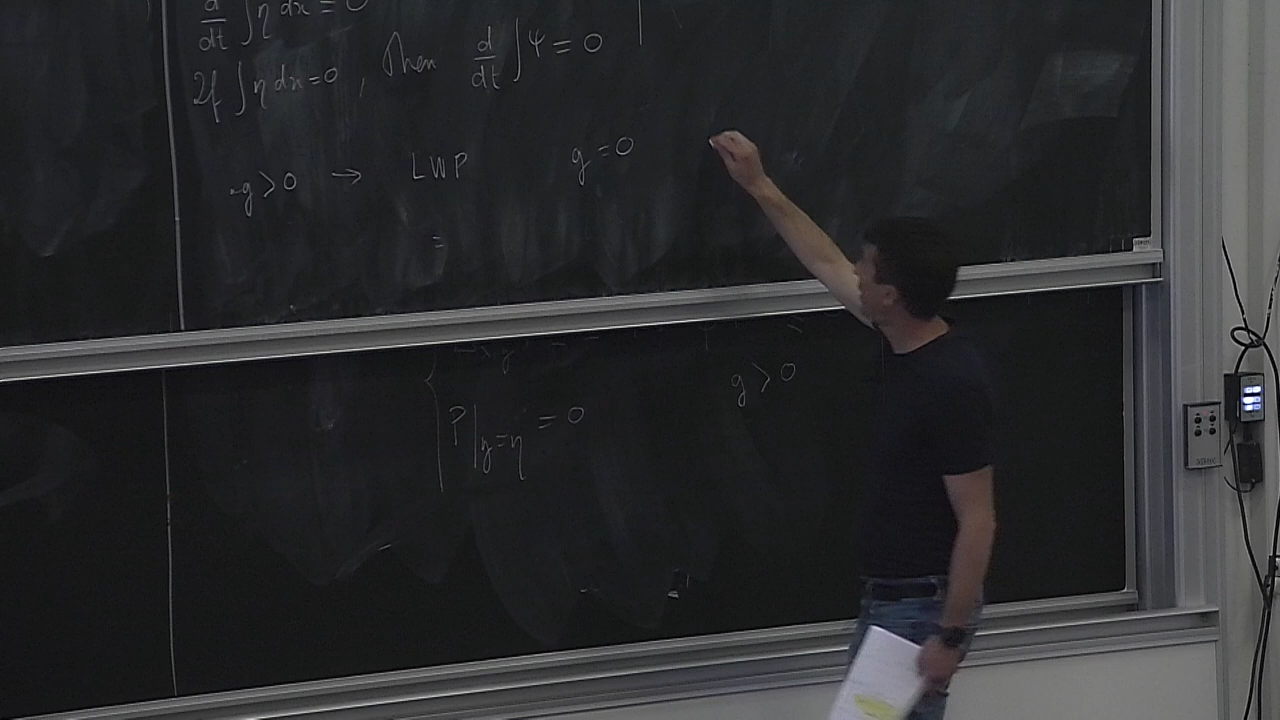 d/dt ∫ η dx = 0
If ∫ η dx = 0, Then d/dt ∫ ψ = 0
g > 0 → LWP g = 0
=
g > 0
P|_{y=η} = 0